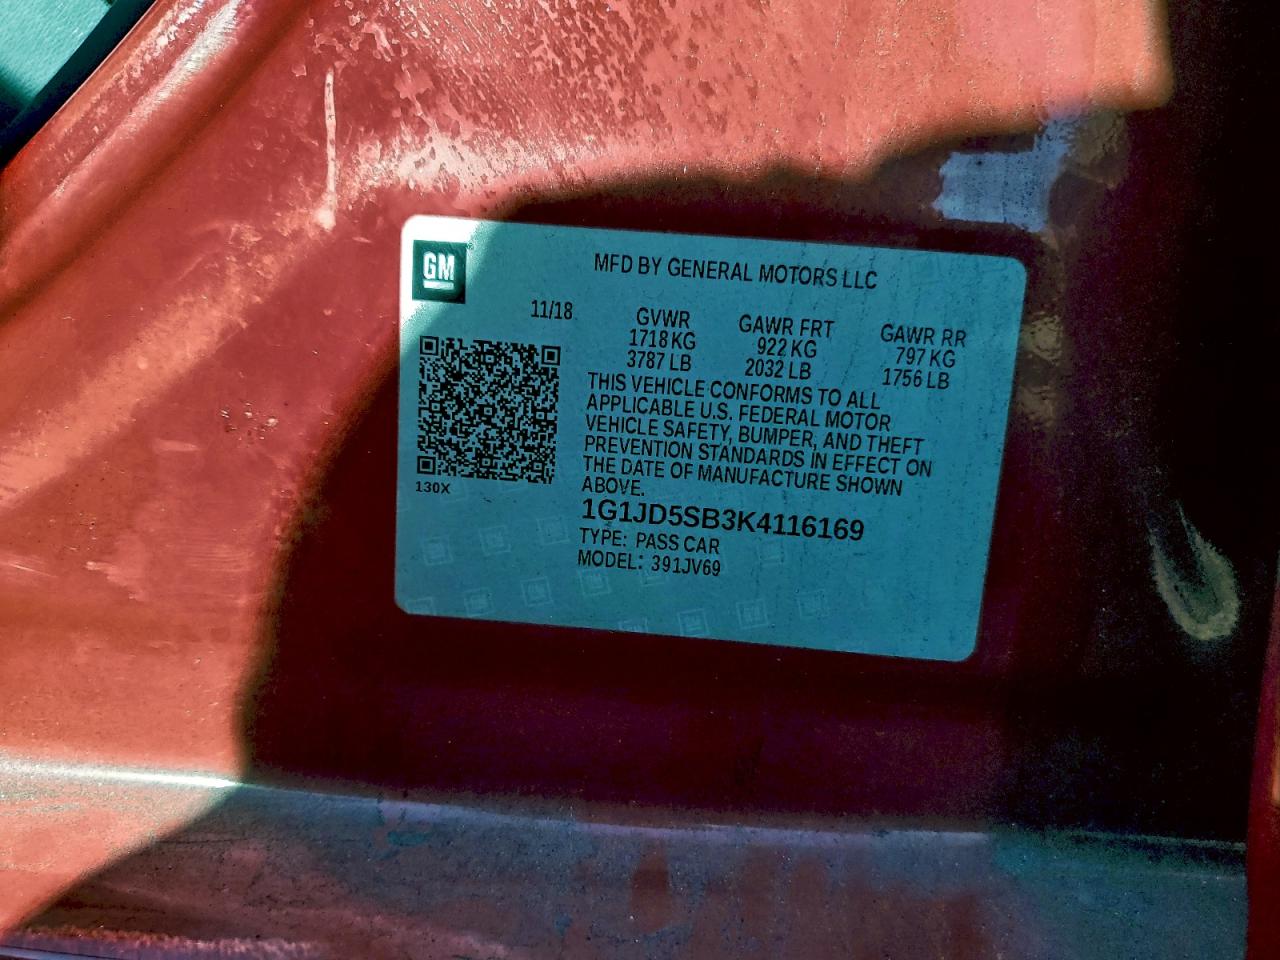 GM
MFD BY GENERAL MOTORS LLC
11/18
GVWR GAWR FRT GAWR RR
1718 KG 922 KG 797 KG
3787 LB 2032 LB 1756 LB
THIS VEHICLE CONFORMS TO ALL
APPLICABLE U.S. FEDERAL MOTOR
VEHICLE SAFETY, BUMPER, AND THEFT
PREVENTION STANDARDS IN EFFECT ON
THE DATE OF MANUFACTURE SHOWN
ABOVE.
130X
1G1JD5SB3K4116169
TYPE: PASS CAR
MODEL: 391JV69